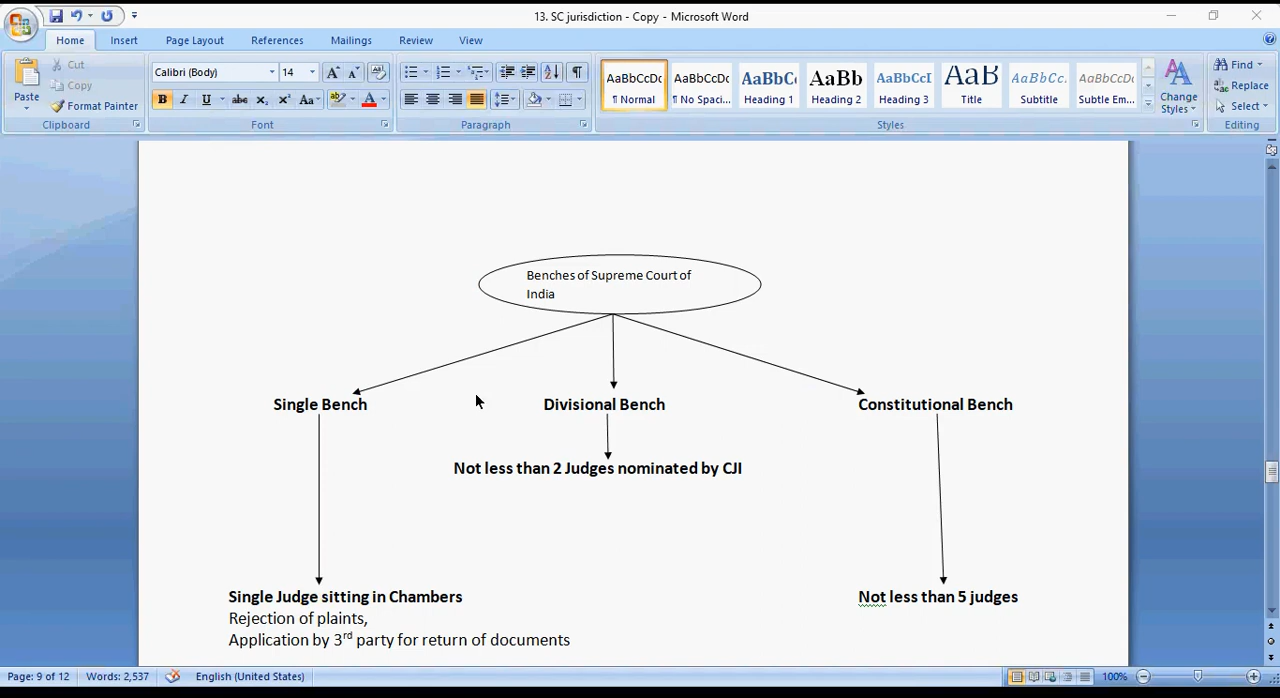 13. SC jurisdiction - Copy - Microsoft Word
Home Insert Page Layout References Mailings Review View
Paste
Cut
Copy
Format Painter
Clipboard
Calibri (Body) 14
B I U abc X₂ X² Aa
Font
Paragraph
AaBbCcDc AaBbCcDc AaBbCc AaBb AaBbCcI AaB AaBbCc. AaBbCcDc
¶ Normal ¶ No Spaci... Heading 1 Heading 2 Heading 3 Title Subtitle Subtle Em...
Styles
Change
Styles
Find
Replace
Select
Editing
Benches of Supreme Court of
India
Single Bench Divisional Bench Constitutional Bench
Not less than 2 Judges nominated by CJI
Single Judge sitting in Chambers Not less than 5 judges
Rejection of plaints,
Application by 3rd party for return of documents
Page: 9 of 12 Words: 2,537 English (United States) 100%